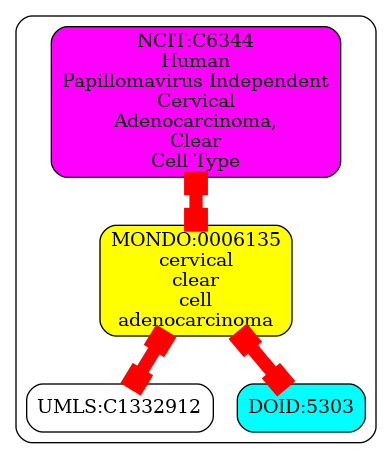 NCIT:C6344
Human
Papillomavirus-Independent
Cervical
Adenocarcinoma,
Clear
Cell-Type
MONDO:0006135
cervical
clear
cell
adenocarcinoma
UMLS:C1332912
DOID:5303